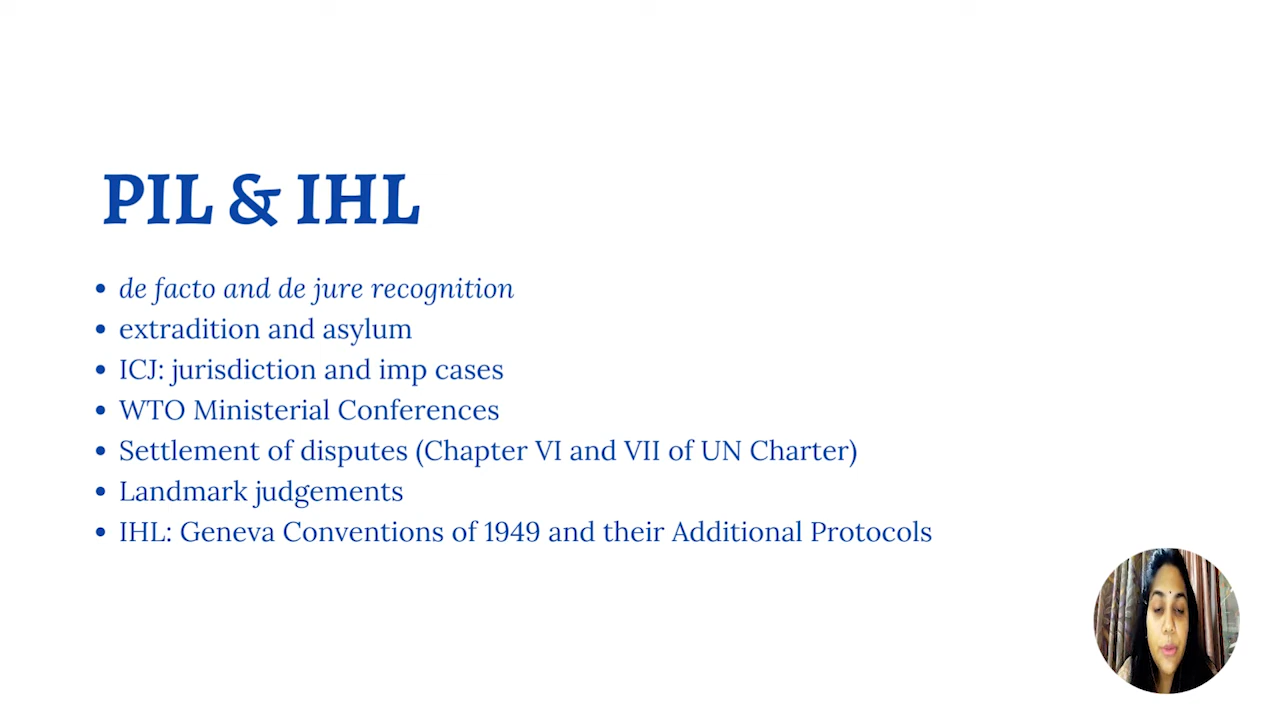 PIL & IHL
• de facto and de jure recognition
• extradition and asylum
• ICJ: jurisdiction and imp cases
• WTO Ministerial Conferences
• Settlement of disputes (Chapter VI and VII of UN Charter)
• Landmark judgements
• IHL: Geneva Conventions of 1949 and their Additional Protocols